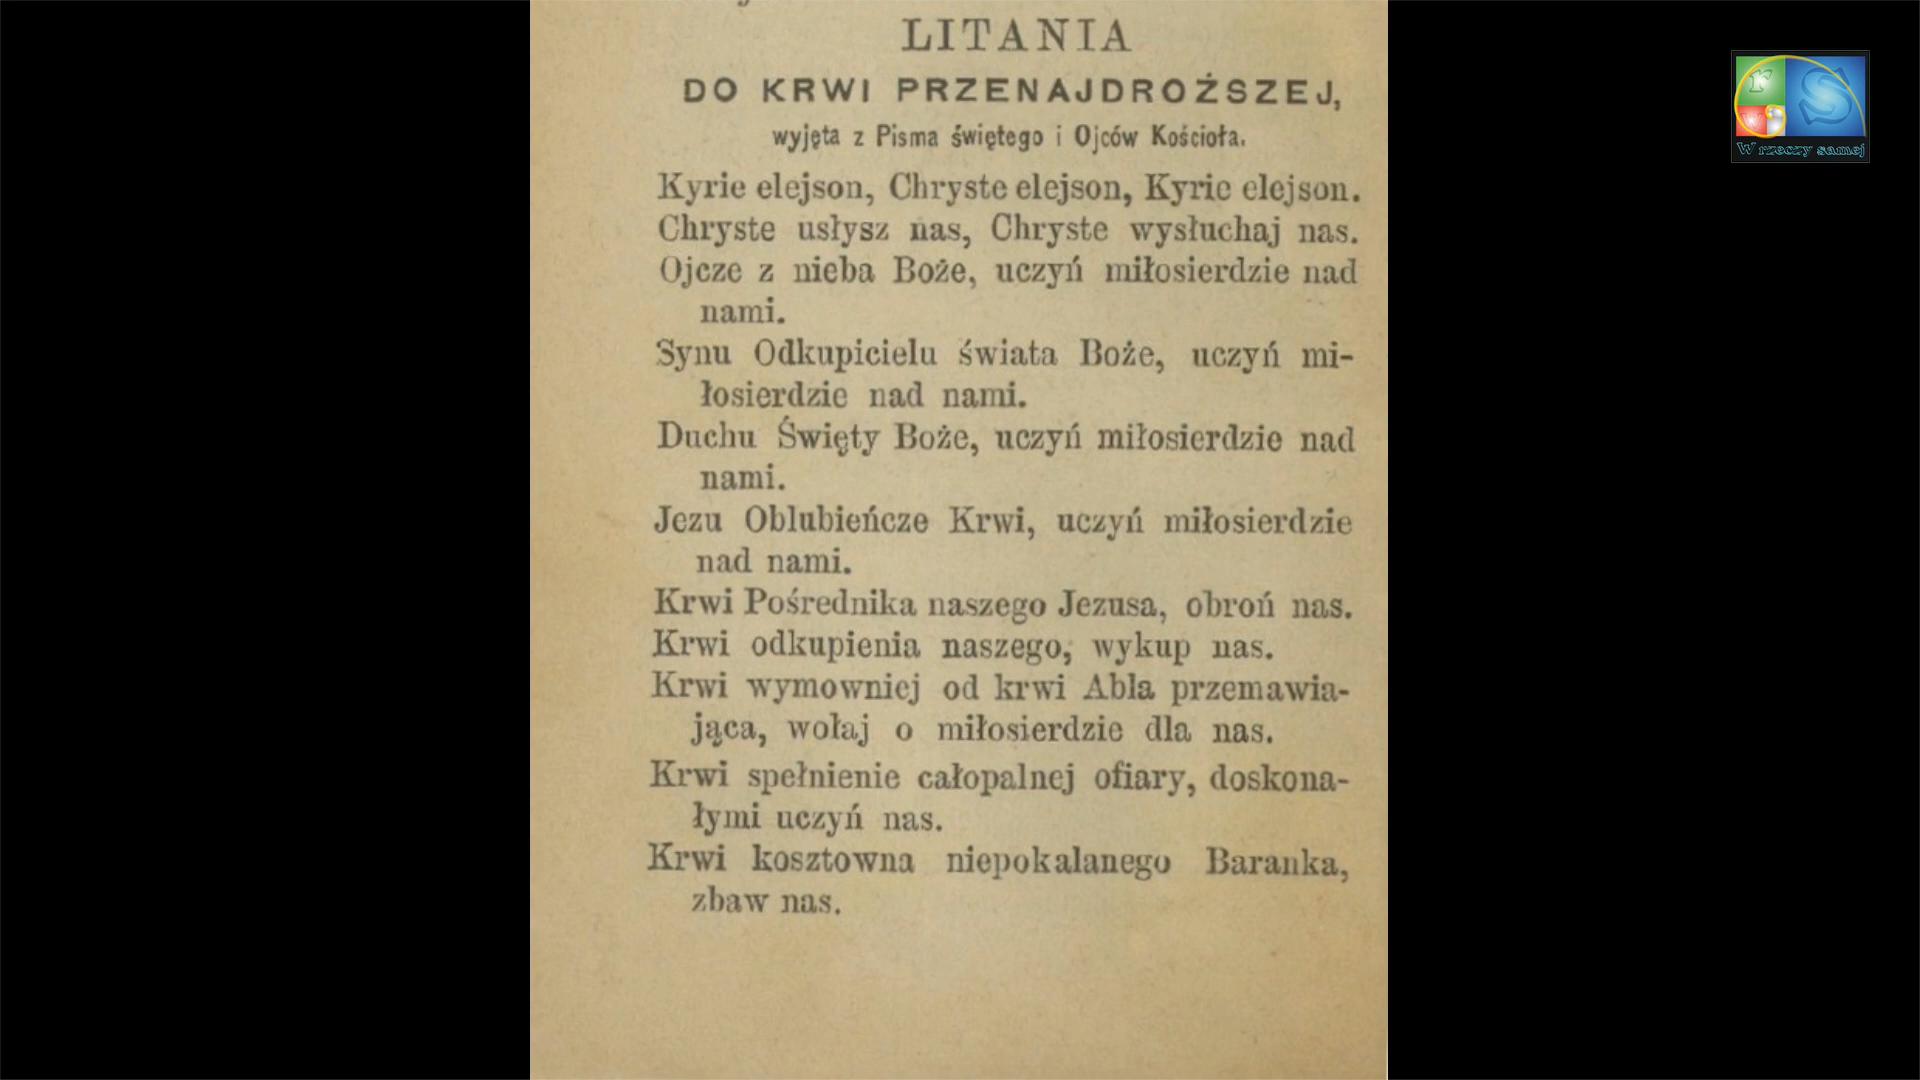 LITANIA
DO KRWI PRZENAJDROŻSZEJ,
wyjęta z Pisma świętego i Ojców Kościoła.
Kyrie elejson, Chryste elejson, Kyrie elejson.
Chryste usłysz nas, Chryste wysłuchaj nas.
Ojcze z nieba Boże, uczyń miłosierdzie nad
nami.
Synu Odkupicielu świata Boże, uczyń mi-
łosierdzie nad nami.
Duchu Święty Boże, uczyń miłosierdzie nad
nami.
Jezu Oblubieńcze Krwi, uczyń miłosierdzie
nad nami.
Krwi Pośrednika naszego Jezusa, obroń nas.
Krwi odkupienia naszego, wykup nas.
Krwi wymowniej od krwi Abla przemawia-
jąca, wołaj o miłosierdzie dla nas.
Krwi spełnienie całopalnej ofiary, doskona-
łymi uczyń nas.
Krwi kosztowna niepokalanego Baranka,
zbaw nas.
r S
w
W rzeczy samej